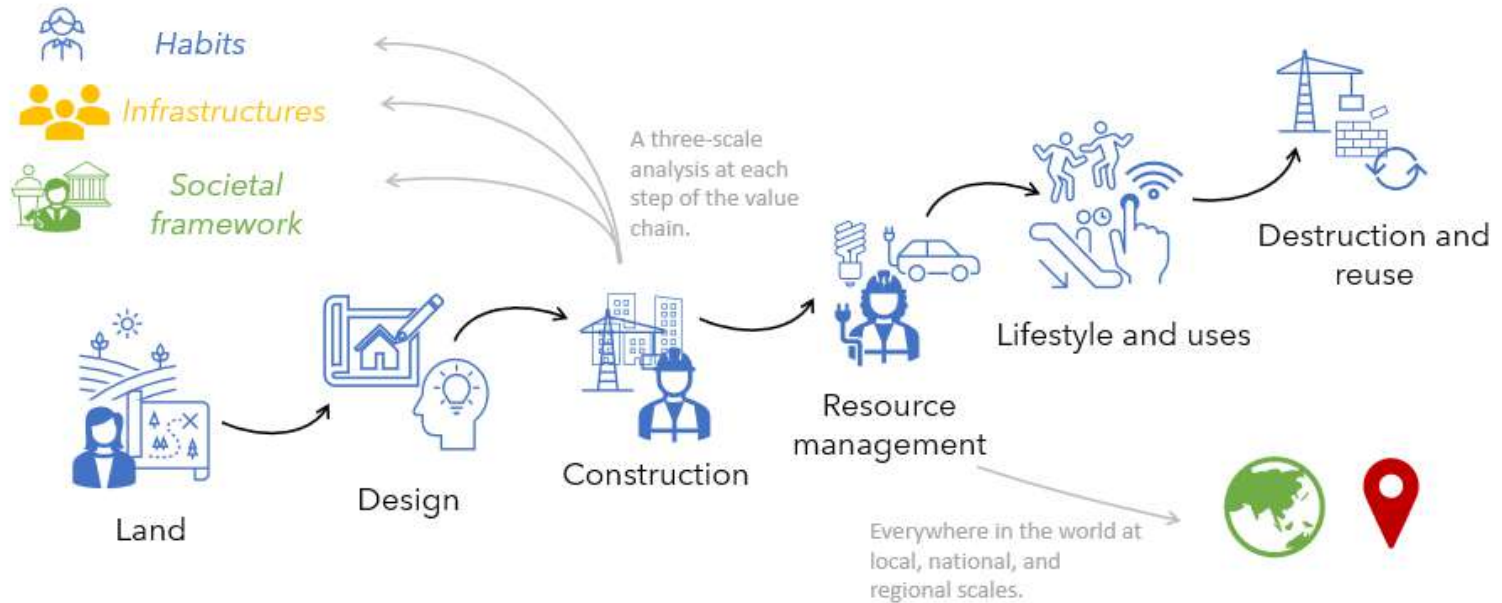 Habits
Infrastructures
Societal
framework
A three-scale
analysis at each
step of the value
chain.
Land
Design
Construction
Resource
management
Lifestyle and uses
Destruction and
reuse
Everywhere in the world at
local, national, and
regional scales.